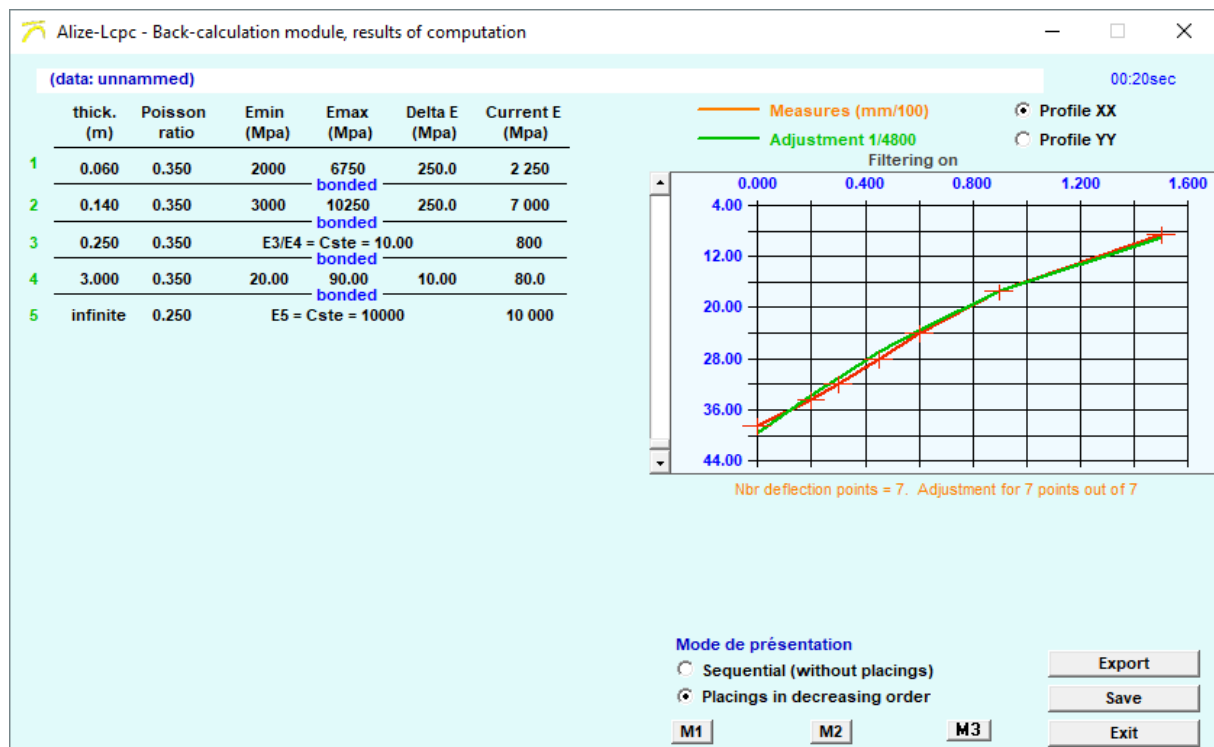 Alize-Lcpc - Back-calculation module, results of computation
(data: unnammed)
00:20sec
thick. Poisson Emin Emax Delta E Current E
(m) ratio (Mpa) (Mpa) (Mpa) (Mpa)
1 0.060 0.350 2000 6750 250.0 2 250
bonded
2 0.140 0.350 3000 10250 250.0 7 000
bonded
3 0.250 0.350 E3/E4 = Cste = 10.00 800
bonded
4 3.000 0.350 20.00 90.00 10.00 80.0
bonded
5 infinite 0.250 E5 = Cste = 10000 10 000
Measures (mm/100) Profile XX
Adjustment 1/4800 Profile YY
Filtering on
0.000 0.400 0.800 1.200 1.600
4.00
12.00
20.00
28.00
36.00
44.00
Nbr deflection points = 7. Adjustment for 7 points out of 7
Mode de présentation
Sequential (without placings)
Placings in decreasing order
M1 M2 M3
Export
Save
Exit